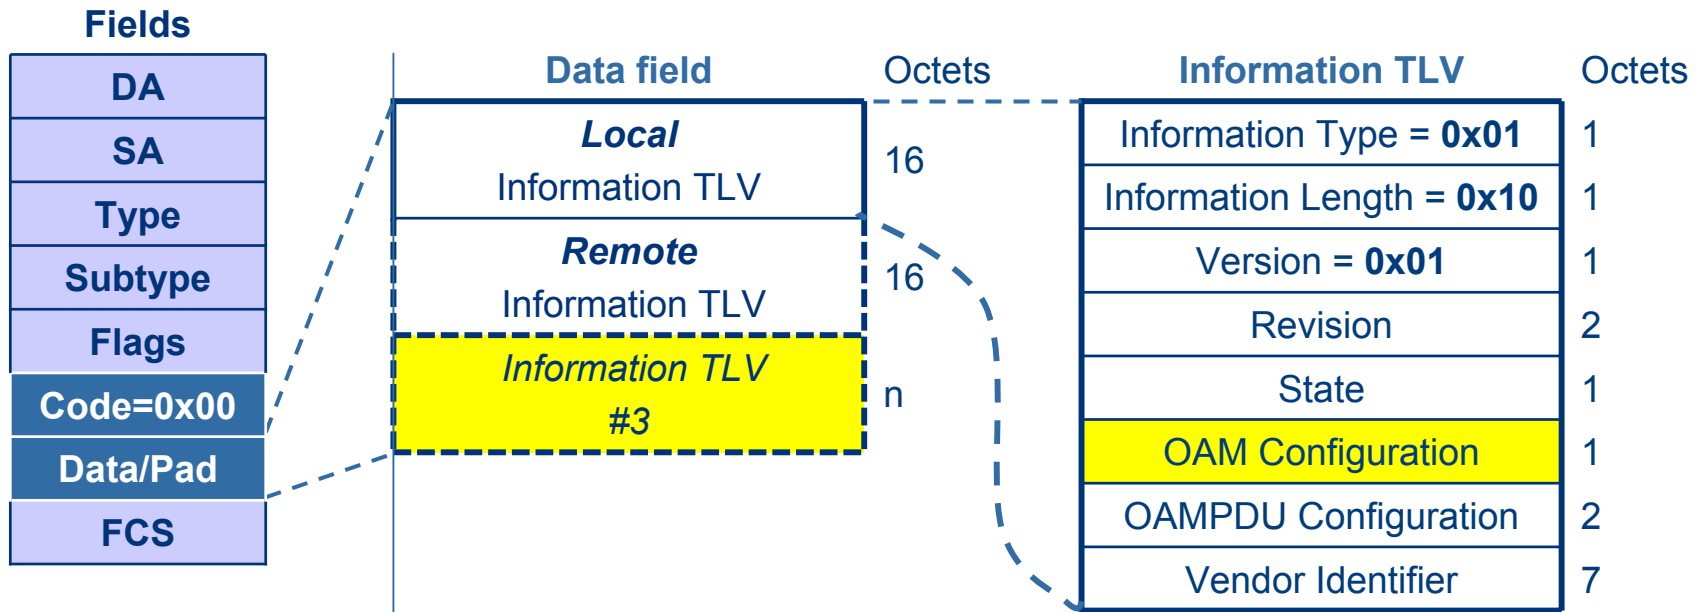 Fields
DA
SA
Type
Subtype
Flags
Code=0x00
Data/Pad
FCS
Data field Octets
Local
Information TLV
16
Remote
Information TLV
16
Information TLV
#3
n
Information TLV Octets
Information Type = 0x01 1
Information Length = 0x10 1
Version = 0x01 1
Revision 2
State 1
OAM Configuration 1
OAMPDU Configuration 2
Vendor Identifier 7